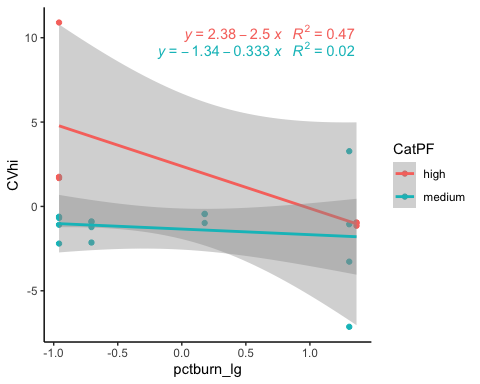 y = 2.38 – 2.5 x  R² = 0.47
y = – 1.34 – 0.333 x  R² = 0.02
10
5
0
-5
CVhi
-1.0 -0.5 0.0 0.5 1.0
pctburn_lg
CatPF
high
medium